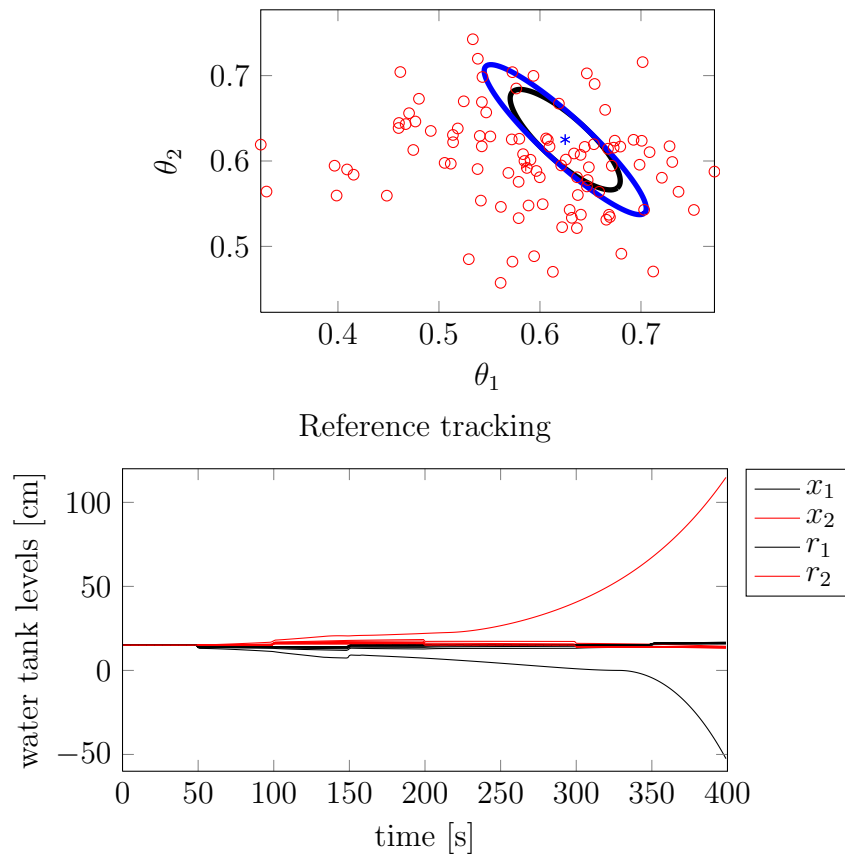 0.7
0.6
0.5
θ₂
0.4 0.5 0.6 0.7
θ₁
Reference tracking
100
50
0
−50
water tank levels [cm]
0 50 100 150 200 250 300 350 400
time [s]
x₁
x₂
r₁
r₂